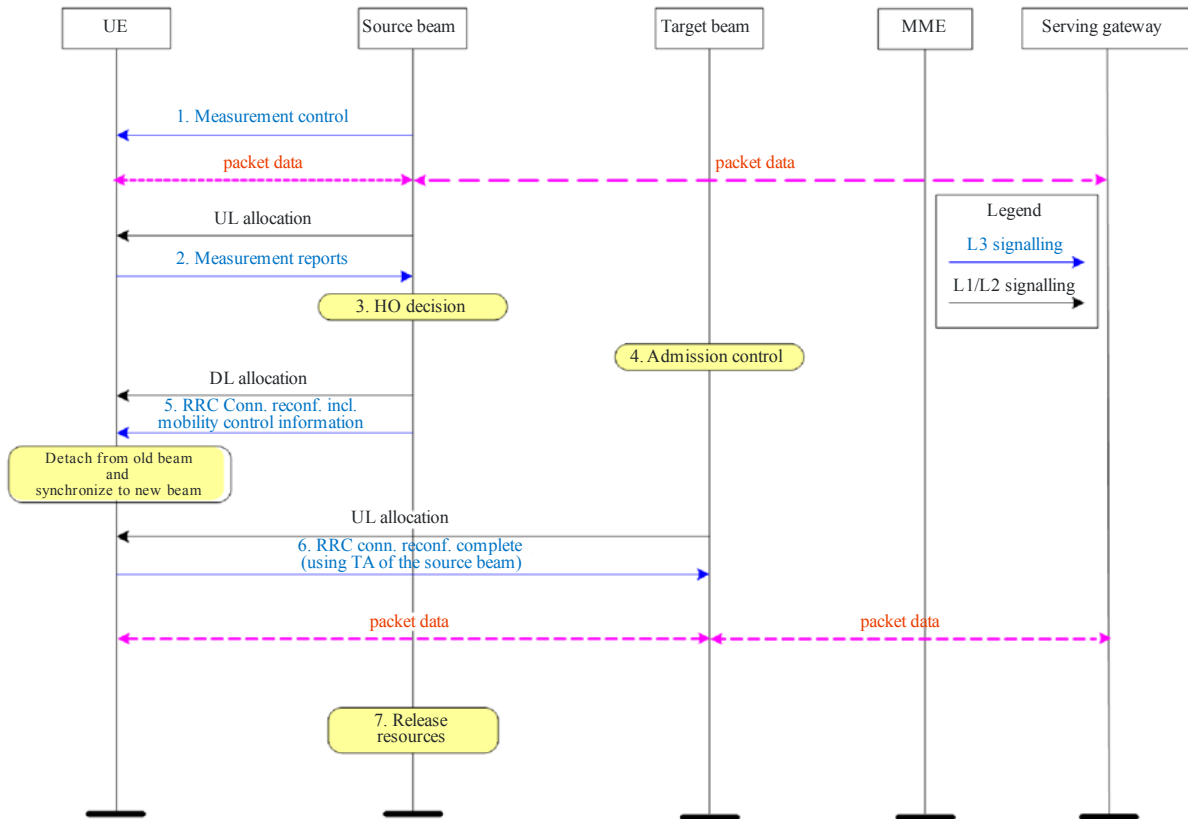 UE
Source beam
Target beam
MME
Serving gateway
1. Measurement control
packet data
packet data
Legend
L3 signalling
L1/L2 signalling
UL allocation
2. Measurement reports
3. HO decision
4. Admission control
DL allocation
5. RRC Conn. reconf. incl.
mobility control information
Detach from old beam
and
synchronize to new beam
UL allocation
6. RRC conn. reconf. complete
(using TA of the source beam)
packet data
packet data
7. Release
resources